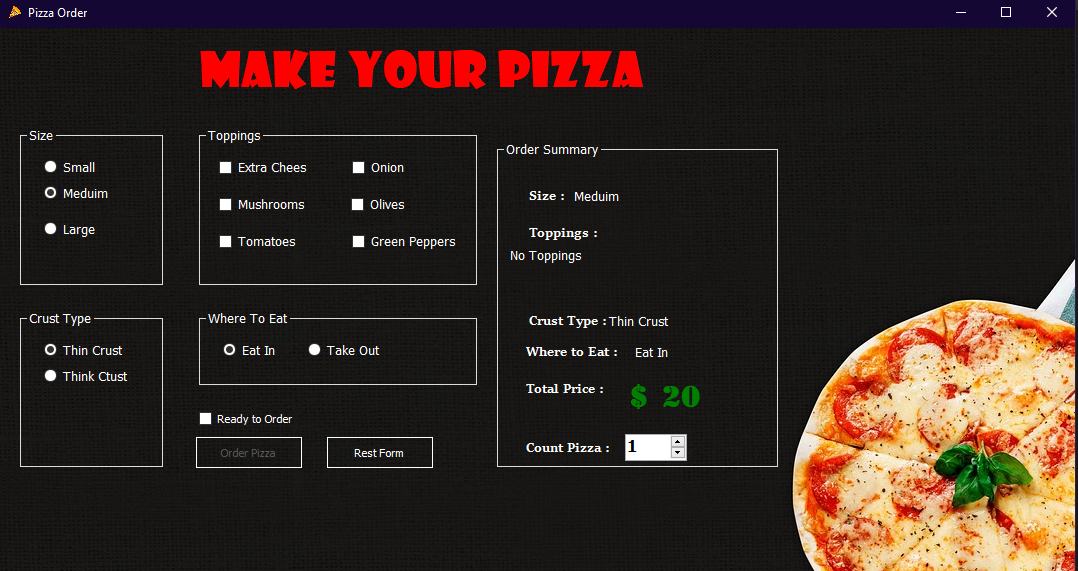 Pizza Order
MAKE YOUR PIZZA
Size
Small
Meduim
Large
Toppings
Extra Chees
Onion
Mushrooms
Olives
Tomatoes
Green Peppers
Crust Type
Thin Crust
Think Ctust
Where To Eat
Eat In
Take Out
Ready to Order
Order Pizza
Rest Form
Order Summary
Size : Meduim
Toppings :
No Toppings
Crust Type : Thin Crust
Where to Eat : Eat In
Total Price : $ 20
Count Pizza : 1